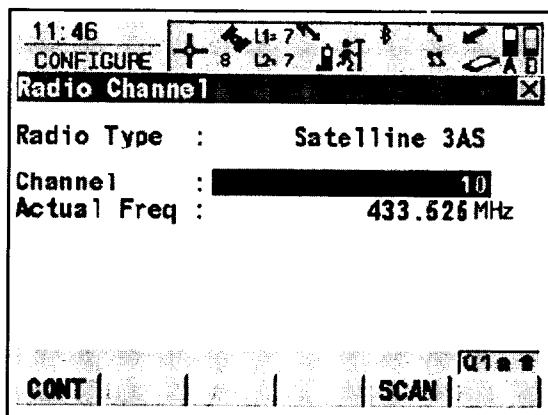 11:46
CONFIGURE
8 L1= 7
L2= 7
A D
Radio Channel
Radio Type : Satelline 3AS
Channel : 10
Actual Freq : 433.525 MHz
Q1a
CONT SCAN